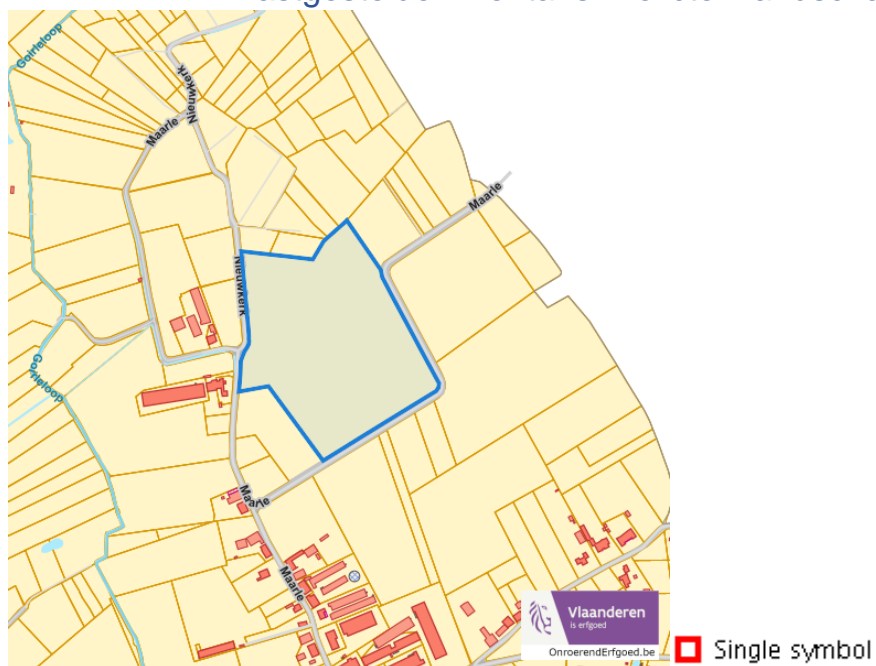 Goirleloop
Nieuwkerk
Maarle
Maarle
Nieuwkerk
Goirleloop
Maarle
Maarle
Vlaanderen
is erfgoed
OnroerendErfgoed.be
Single symbol